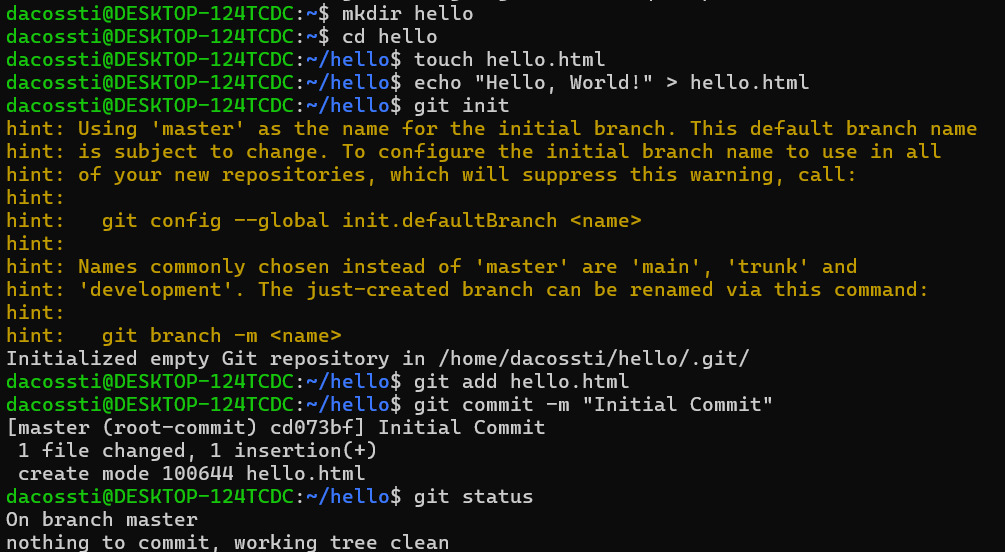 dacossti@DESKTOP-124TCDC:~$ mkdir hello
dacossti@DESKTOP-124TCDC:~$ cd hello
dacossti@DESKTOP-124TCDC:~/hello$ touch hello.html
dacossti@DESKTOP-124TCDC:~/hello$ echo "Hello, World!" > hello.html
dacossti@DESKTOP-124TCDC:~/hello$ git init
hint: Using 'master' as the name for the initial branch. This default branch name
hint: is subject to change. To configure the initial branch name to use in all
hint: of your new repositories, which will suppress this warning, call:
hint:
hint:   git config --global init.defaultBranch <name>
hint:
hint: Names commonly chosen instead of 'master' are 'main', 'trunk' and
hint: 'development'. The just-created branch can be renamed via this command:
hint:
hint:   git branch -m <name>
Initialized empty Git repository in /home/dacossti/hello/.git/
dacossti@DESKTOP-124TCDC:~/hello$ git add hello.html
dacossti@DESKTOP-124TCDC:~/hello$ git commit -m "Initial Commit"
[master (root-commit) cd073bf] Initial Commit
 1 file changed, 1 insertion(+)
 create mode 100644 hello.html
dacossti@DESKTOP-124TCDC:~/hello$ git status
On branch master
nothing to commit, working tree clean